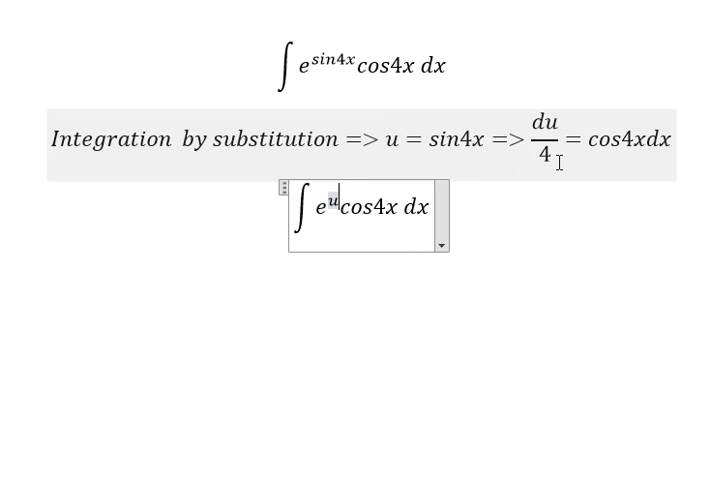 ∫ e^{sin4x} cos4x dx
Integration by substitution => u = sin4x => du/4 = cos4xdx
∫ e^u cos4x dx